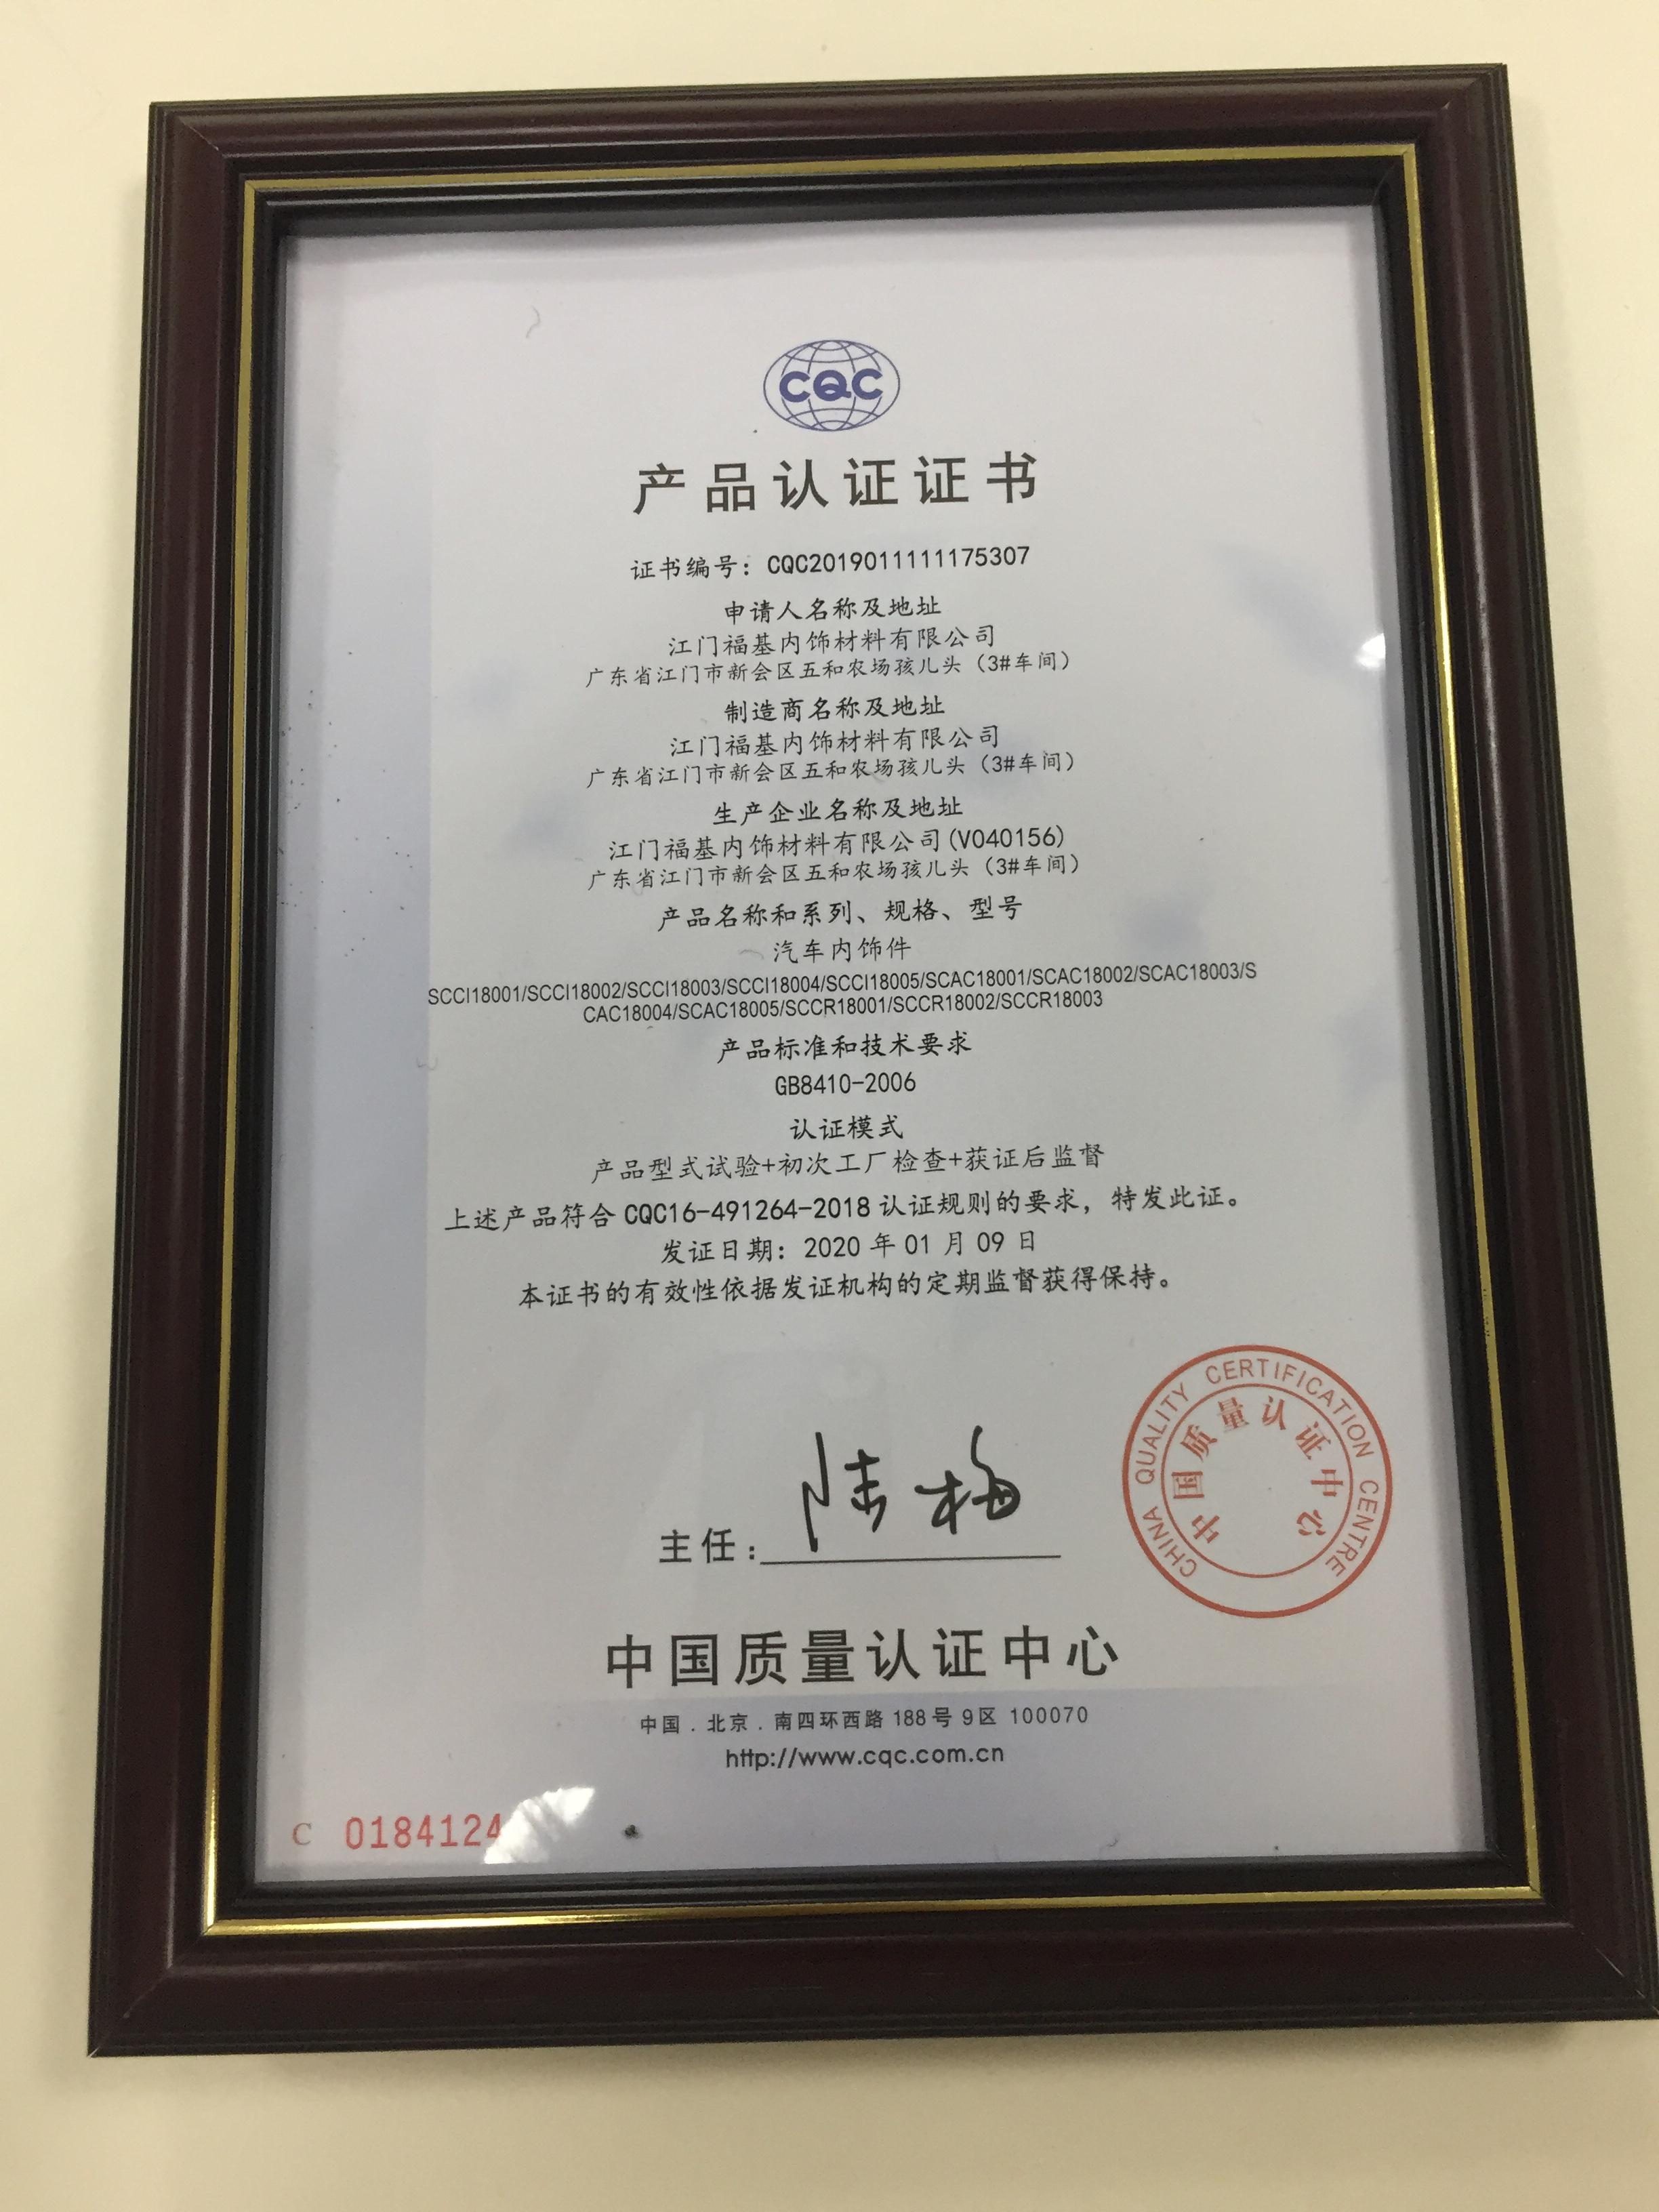 CQC
产品认证证书
证书编号：CQC2019011111175307
申请人名称及地址
江门福基内饰材料有限公司
广东省江门市新会区五和农场孩儿头（3#车间）
制造商名称及地址
江门福基内饰材料有限公司
广东省江门市新会区五和农场孩儿头（3#车间）
生产企业名称及地址
江门福基内饰材料有限公司(V040156)
广东省江门市新会区五和农场孩儿头（3#车间）
产品名称和系列、规格、型号
汽车内饰件
SCCI18001/SCCI18002/SCCI18003/SCCI18004/SCCI18005/SCAC18001/SCAC18002/SCAC18003/S
CAC18004/SCAC18005/SCCR18001/SCCR18002/SCCR18003
产品标准和技术要求
GB8410-2006
认证模式
产品型式试验+初次工厂检查+获证后监督
上述产品符合 CQC16-491264-2018 认证规则的要求，特发此证。
发证日期：2020 年 01 月 09 日
本证书的有效性依据发证机构的定期监督获得保持。
CHINA QUALITY CERTIFICATION CENTRE
中国质量认证中心
主任：陆梅
中国质量认证中心
中国．北京．南四环西路 188 号 9 区 100070
http://www.cqc.com.cn
C 0184124